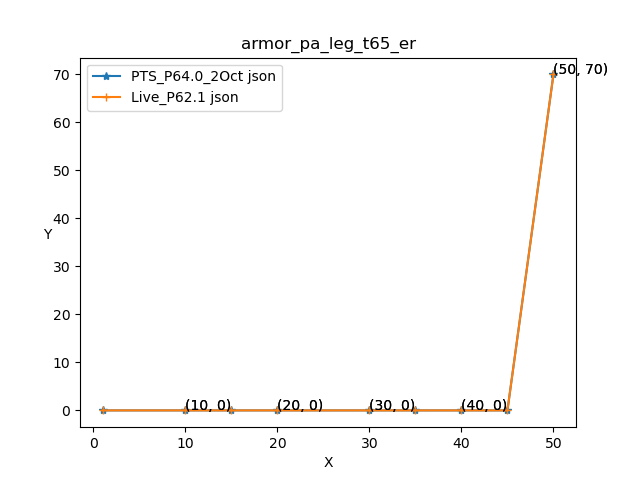 armor_pa_leg_t65_er
PTS_P64.0_2Oct json
Live_P62.1 json
(50, 70)
70
60
50
40
Y
30
20
10
0
(10, 0) (20, 0) (30, 0) (40, 0)
0 10 20 30 40 50
X